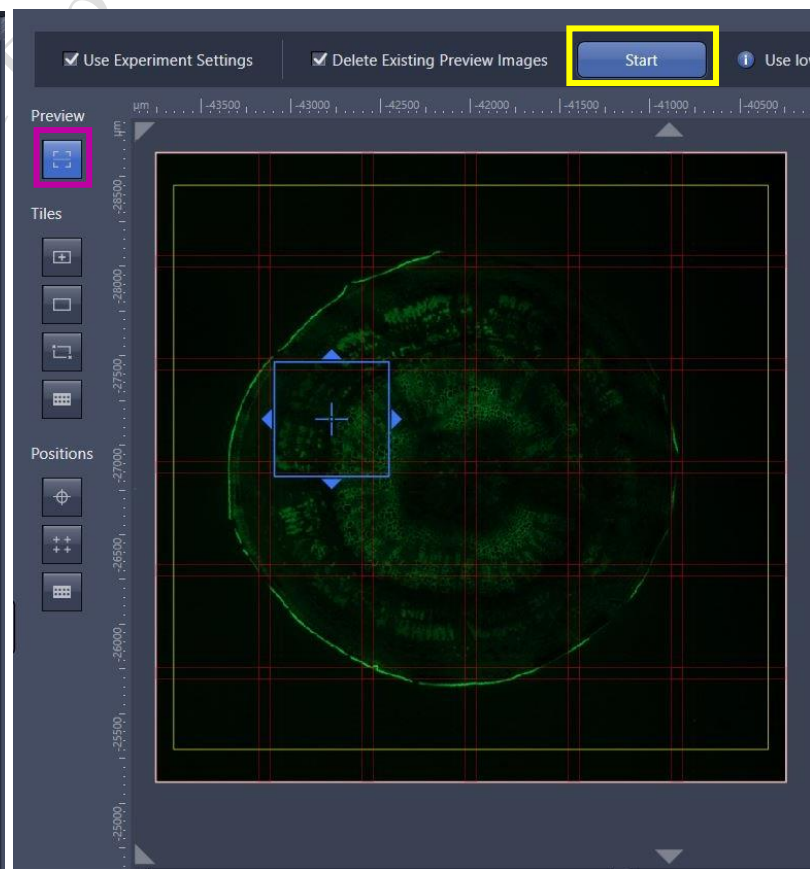 Use Experiment Settings
Delete Existing Preview Images
Start
Use lo
Preview
µm
-43500
-43000
-42500
-42000
-41500
-41000
-40500
µm
-28500
-28000
-27500
-27000
-26500
-26000
-25500
-25000
Tiles
Positions